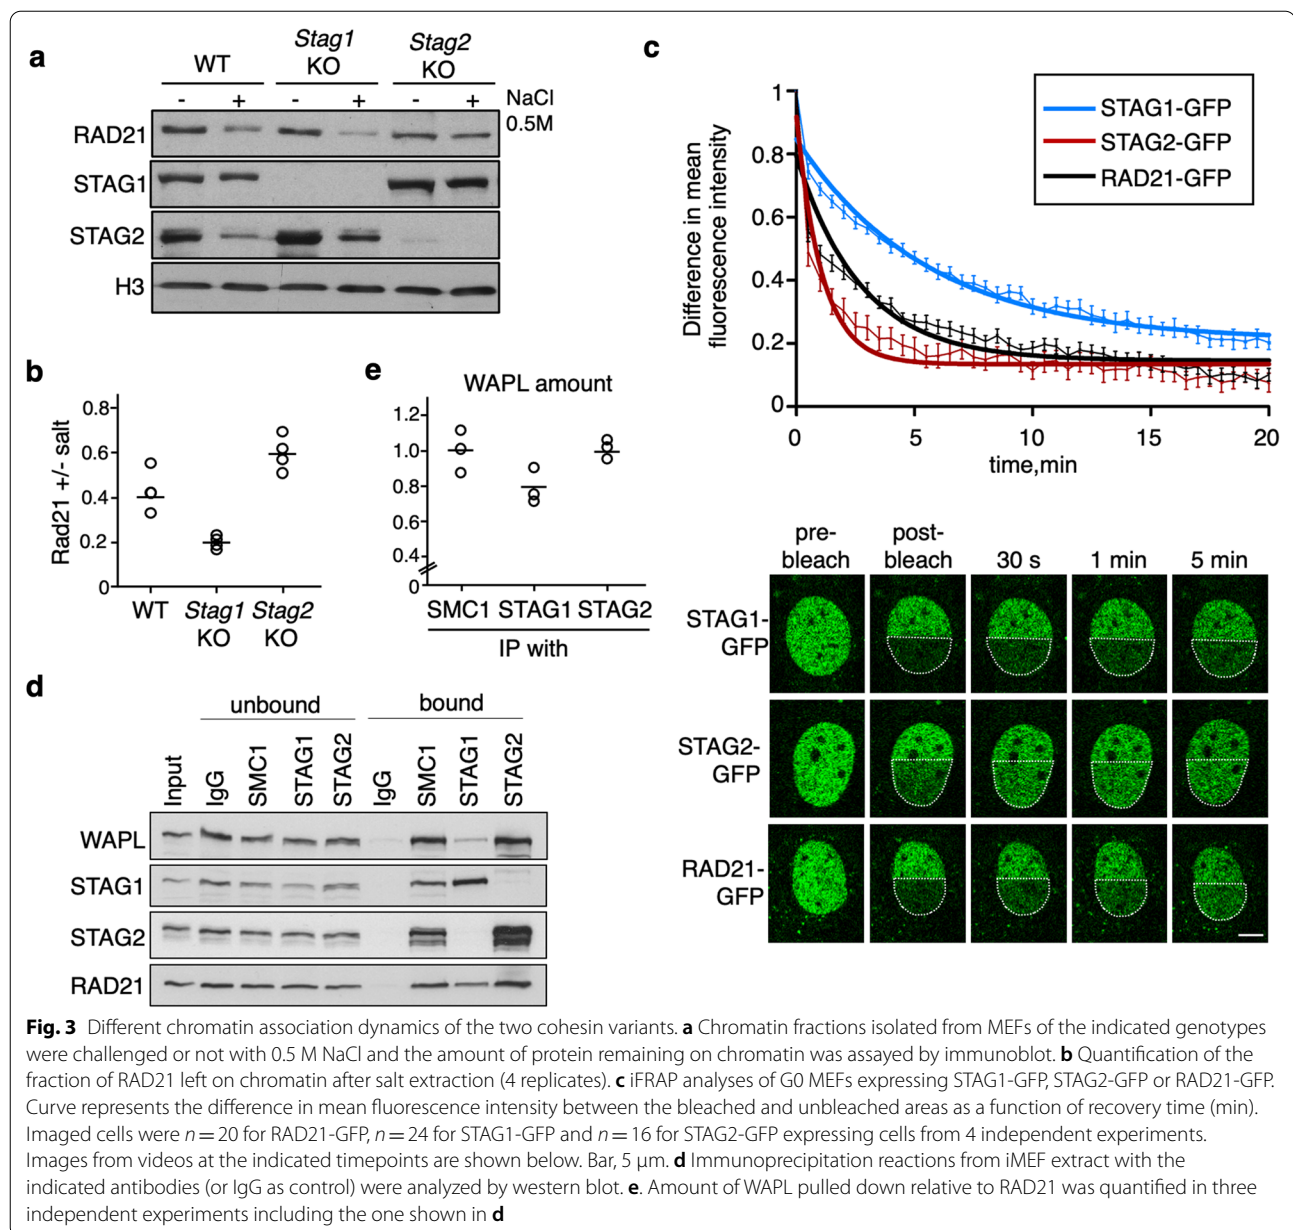 a
WT
Stag1
KO
Stag2
KO
- + - + - + NaCl
0.5M
RAD21
STAG1
STAG2
H3
b
Rad21 +/- salt
0.8
0.6
0.4
0.2
0
WT
Stag1
KO
Stag2
KO
e
WAPL amount
1.2
1.0
0.8
0.6
0.4
0
SMC1 STAG1 STAG2
IP with
c
Difference in mean
fluorescence intensity
1
0.8
0.6
0.4
0.2
0
0 5 10 15 20
time,min
STAG1-GFP
STAG2-GFP
RAD21-GFP
pre-
bleach
post-
bleach
30 s
1 min
5 min
STAG1-
GFP
STAG2-
GFP
RAD21-
GFP
d
unbound bound
Input IgG SMC1 STAG1 STAG2 IgG SMC1 STAG1 STAG2
WAPL
STAG1
STAG2
RAD21
Fig. 3 Different chromatin association dynamics of the two cohesin variants. a Chromatin fractions isolated from MEFs of the indicated genotypes
were challenged or not with 0.5 M NaCl and the amount of protein remaining on chromatin was assayed by immunoblot. b Quantification of the
fraction of RAD21 left on chromatin after salt extraction (4 replicates). c iFRAP analyses of G0 MEFs expressing STAG1-GFP, STAG2-GFP or RAD21-GFP.
Curve represents the difference in mean fluorescence intensity between the bleached and unbleached areas as a function of recovery time (min).
Imaged cells were n = 20 for RAD21-GFP, n = 24 for STAG1-GFP and n = 16 for STAG2-GFP expressing cells from 4 independent experiments.
Images from videos at the indicated timepoints are shown below. Bar, 5 μm. d Immunoprecipitation reactions from iMEF extract with the
indicated antibodies (or IgG as control) were analyzed by western blot. e. Amount of WAPL pulled down relative to RAD21 was quantified in three
independent experiments including the one shown in d